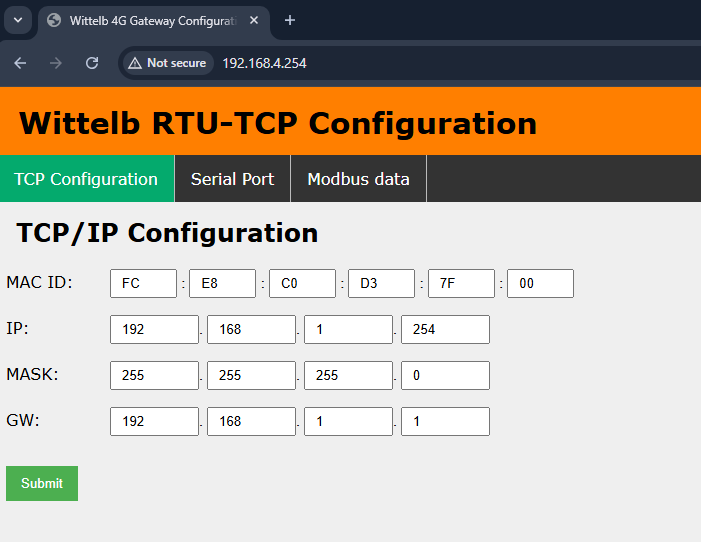 Wittelb 4G Gateway Configurati
Not secure 192.168.4.254
Wittelb RTU-TCP Configuration
TCP Configuration Serial Port Modbus data
TCP/IP Configuration
MAC ID: FC : E8 : C0 : D3 : 7F : 00
IP: 192 . 168 . 1 . 254
MASK: 255 . 255 . 255 . 0
GW: 192 . 168 . 1 . 1
Submit